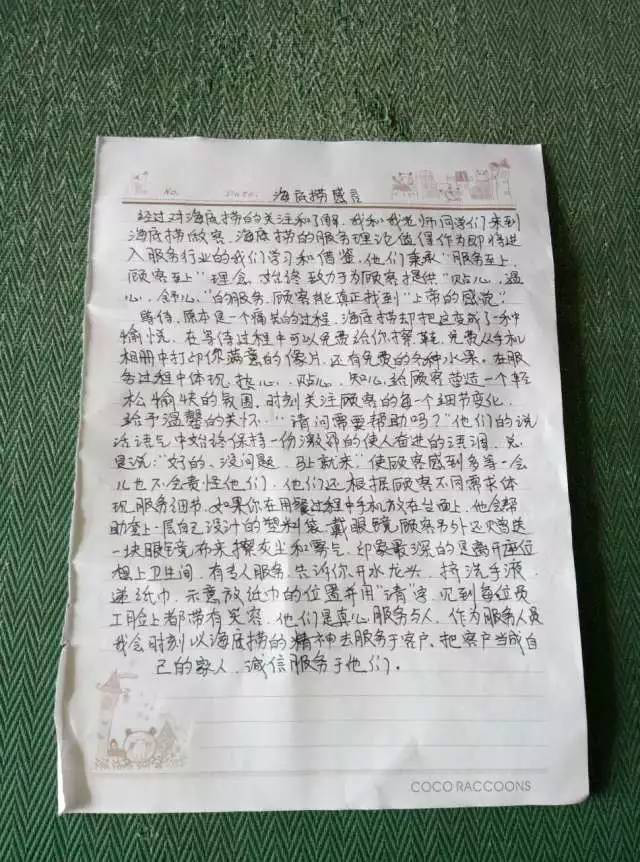 No.
Date:
海底捞感言
经过对海底捞的关注和了解,我和我老师同学们来到
海底捞做客,海底捞的服务理论值得作为即将进
入服务行业的我们学习和借鉴,他们秉承"服务至上,
顾客至上"理念,始终致力于为顾客提供"贴心,温
心,舒心"的服务,顾客能真正找到"上帝的感觉".
等待,原本是一个痛苦的过程,海底捞却把这变成了一种
愉悦,在等待过程中可以免费给你擦鞋,免费从手机
相册中打印你满意的像片,还有免费的各种水果。在服
务过程中体现,热心,贴心,知心,给顾客营造一个轻
松愉快的氛围,时刻关注顾客的每一个细节变化,
给予温馨的关怀…"请问需要帮助吗?"他们的说
话语气中始终保持一份激昂的使人奋进的语调,总
是说:"好的、没问题,马上就来"使顾客感到多等一会
儿也不会责怪他们,他们还根据顾客不同需求体
现服务细节,如果你在用餐过程中手机放在台面上,他会帮
助套上一层自己设计的塑料袋,戴眼镜顾客另外还赠送
一块眼镜布来擦灰尘和雾气,印象最深的是离开座位
想上卫生间,有专人服务,告诉你开水龙头,挤洗手液,
递纸巾,示意放纸巾的位置并用"请"字,见到每位员
工脸上都带有笑容,他们是真心服务与人,作为服务人员
我会时刻以海底捞的精神去服务于客户,把客户当成自
己的家人,诚信服务于他们。
COCO RACCOONS